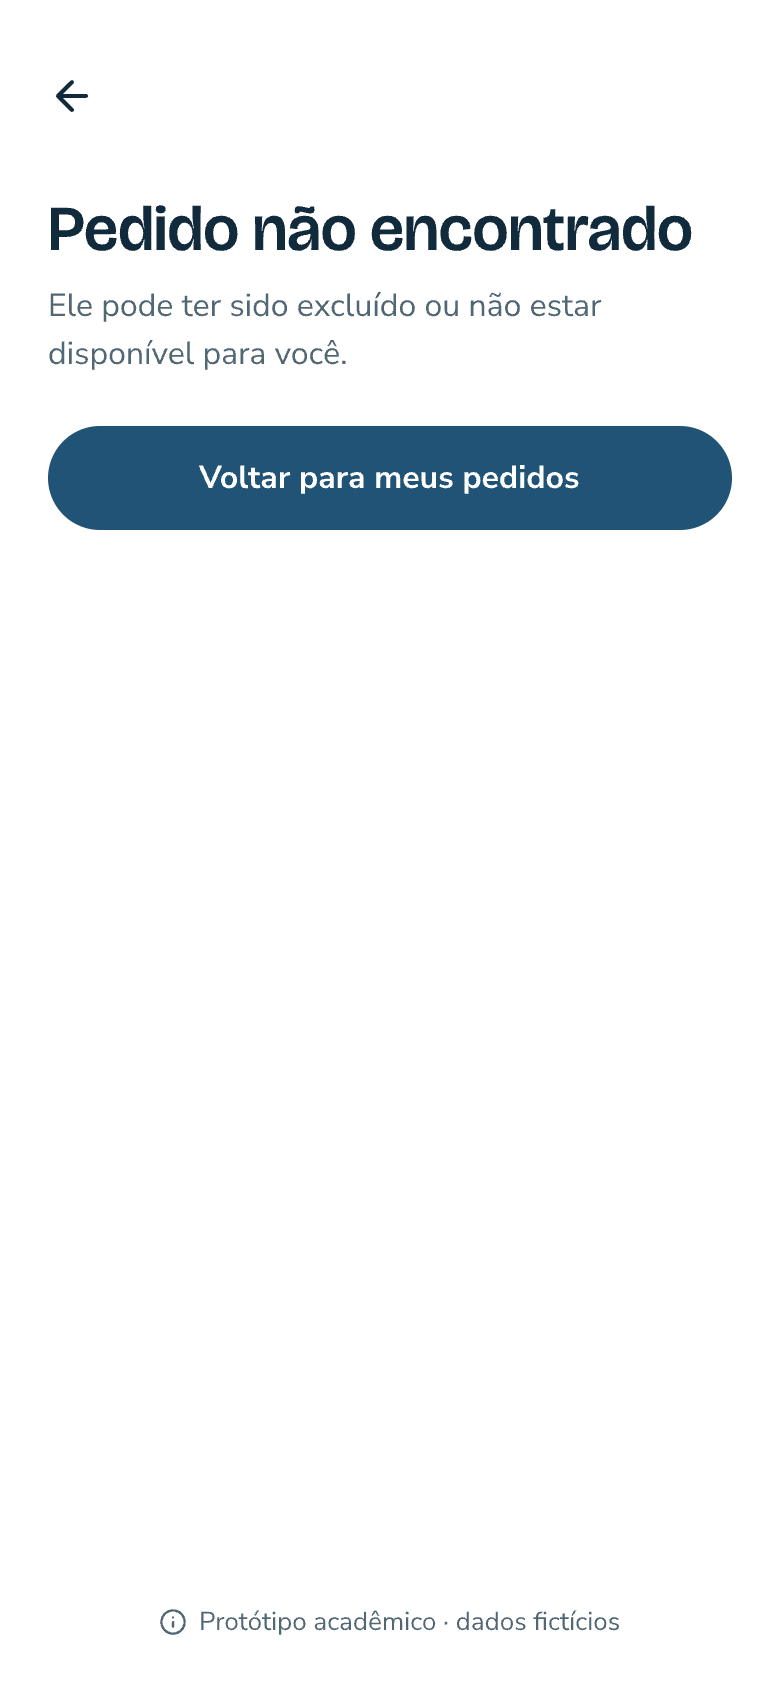 Pedido não encontrado
Ele pode ter sido excluído ou não estar
disponível para você.
Voltar para meus pedidos
Protótipo acadêmico · dados fictícios